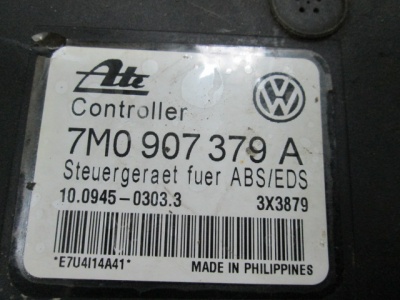 Ate
Controller
7M0 907 379 A
Steuergeraet fuer ABS/EDS
10.0945-0303.3 3X3879
*E7U4I14A41* MADE IN PHILIPPINES